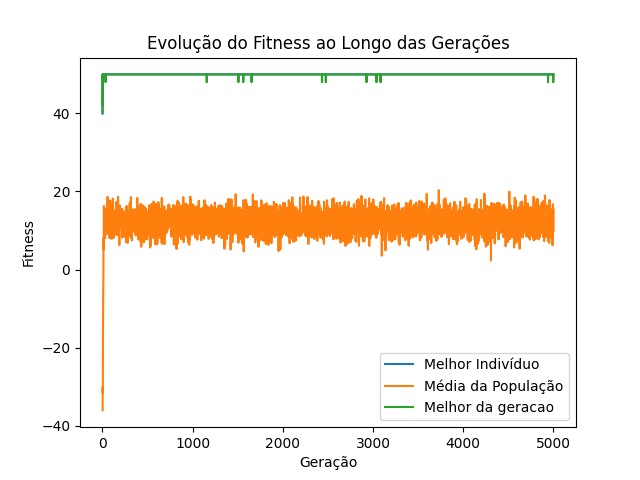 Evolução do Fitness ao Longo das Gerações
40
20
0
−20
−40
Fitness
0 1000 2000 3000 4000 5000
Geração
Melhor Indivíduo
Média da População
Melhor da geracao